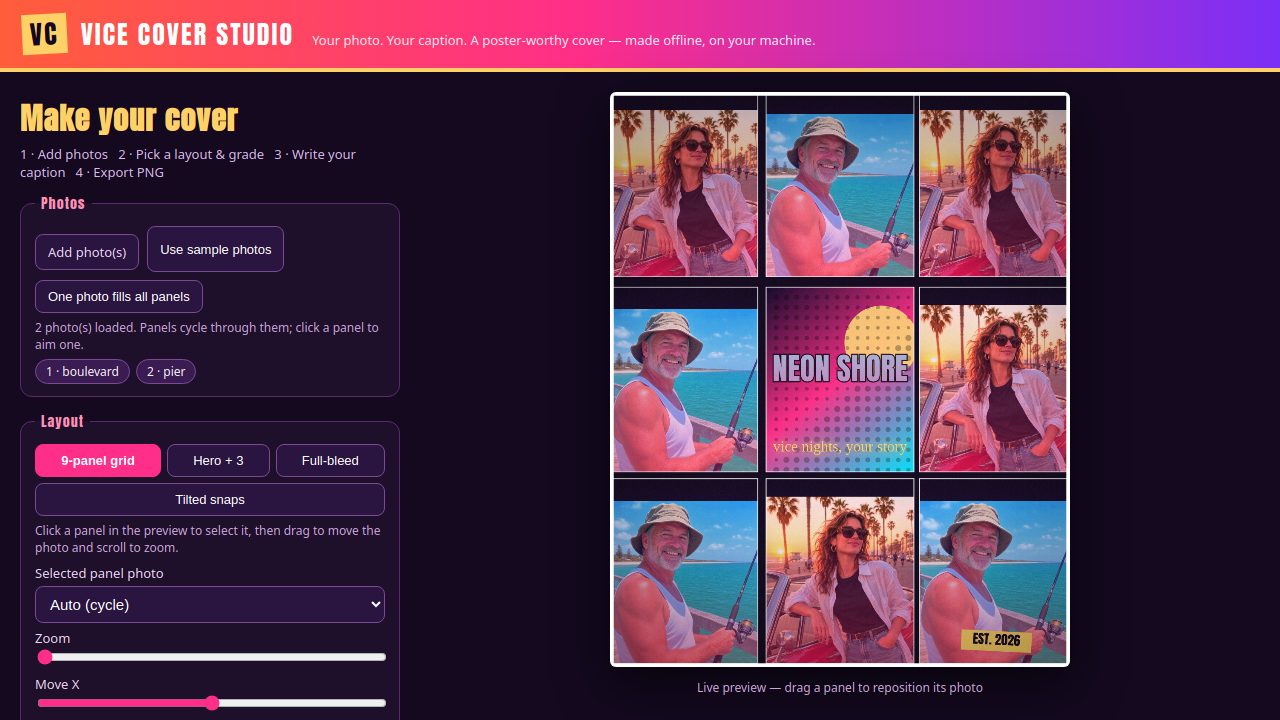 VC VICE COVER STUDIO Your photo. Your caption. A poster-worthy cover — made offline, on your machine.
Make your cover
1 · Add photos 2 · Pick a layout & grade 3 · Write your
caption 4 · Export PNG
Photos
Add photo(s) Use sample photos
One photo fills all panels
2 photo(s) loaded. Panels cycle through them; click a panel to
aim one.
1 · boulevard 2 · pier
Layout
9-panel grid Hero + 3 Full-bleed
Tilted snaps
Click a panel in the preview to select it, then drag to move the
photo and scroll to zoom.
Selected panel photo
Auto (cycle)
Zoom
Move X
NEON SHORE
vice nights, your story
EST. 2026
Live preview — drag a panel to reposition its photo